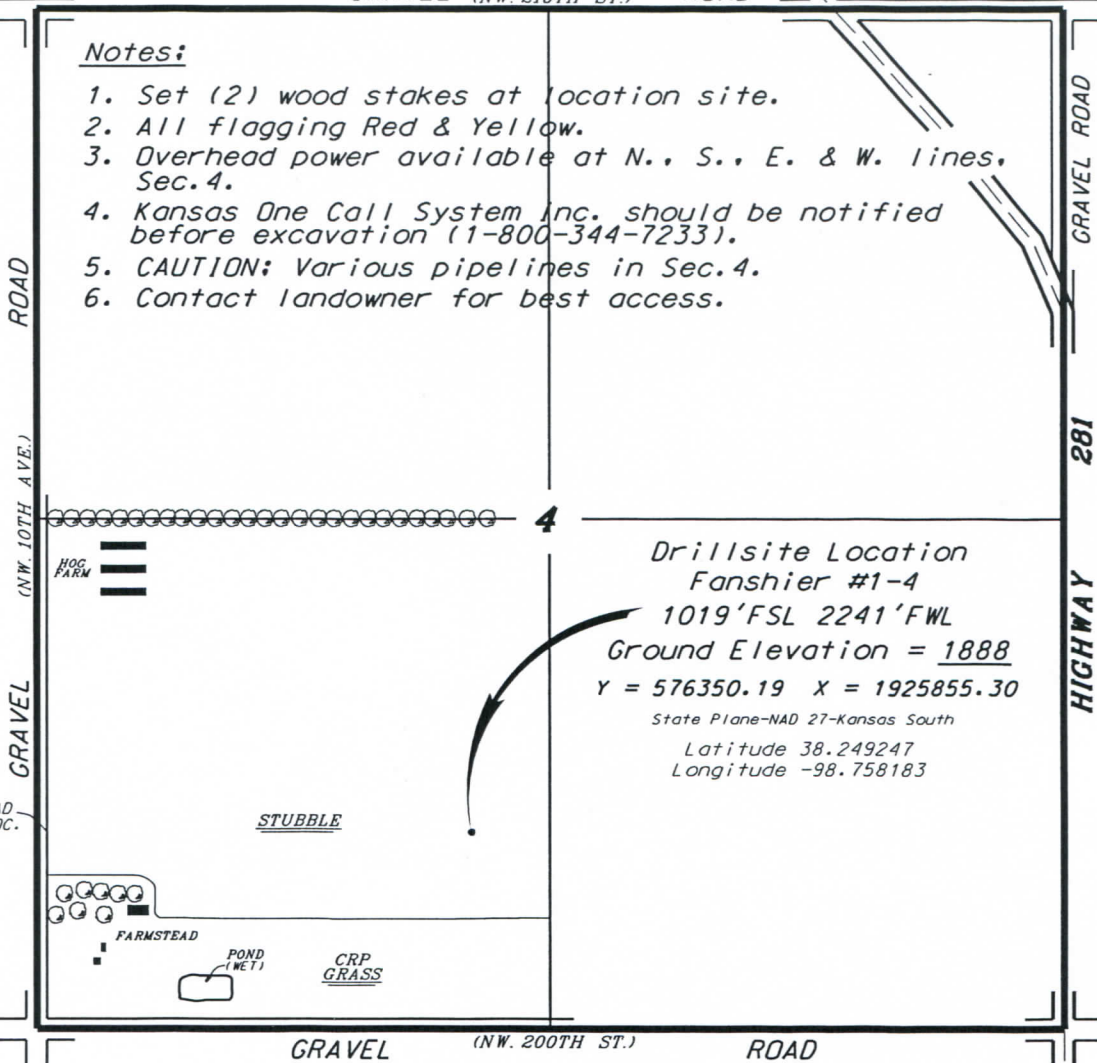 (NW. 210TH ST.)
Notes:
1. Set (2) wood stakes at location site.
2. All flagging Red & Yellow.
3. Overhead power available at N., S., E. & W. lines,
Sec.4.
4. Kansas One Call System inc. should be notified
before excavation (1-800-344-7233).
5. CAUTION: Various pipelines in Sec.4.
6. Contact landowner for best access.
GRAVEL ROAD
(NW. 10TH AVE.)
GRAVEL ROAD
HIGHWAY 281
4
HOG
FARM
Drillsite Location
Fanshier #1-4
1019'FSL 2241'FWL
Ground Elevation = 1888
Y = 576350.19 X = 1925855.30
State Plane-NAD 27-Kansas South
Latitude 38.249247
Longitude -98.758183
STUBBLE
FARMSTEAD
POND
(WET)
CRP
GRASS
GRAVEL (NW. 200TH ST.) ROAD